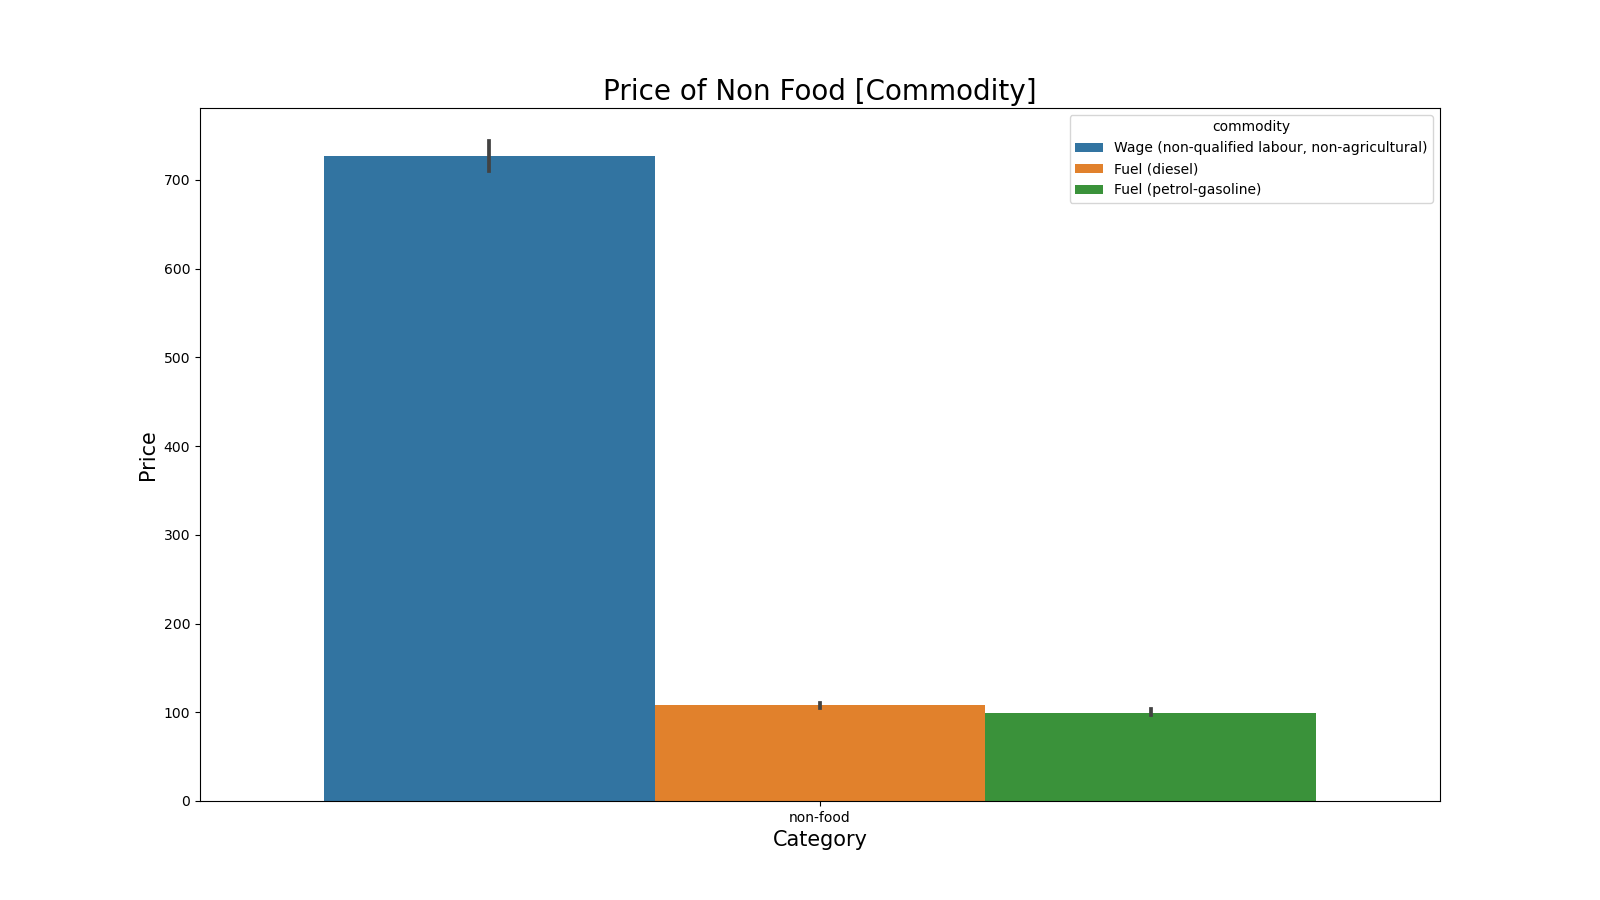 Price of Non Food [Commodity]
commodity
Wage (non-qualified labour, non-agricultural)
Fuel (diesel)
Fuel (petrol-gasoline)
700
600
500
400
300
200
100
0
Price
non-food
Category